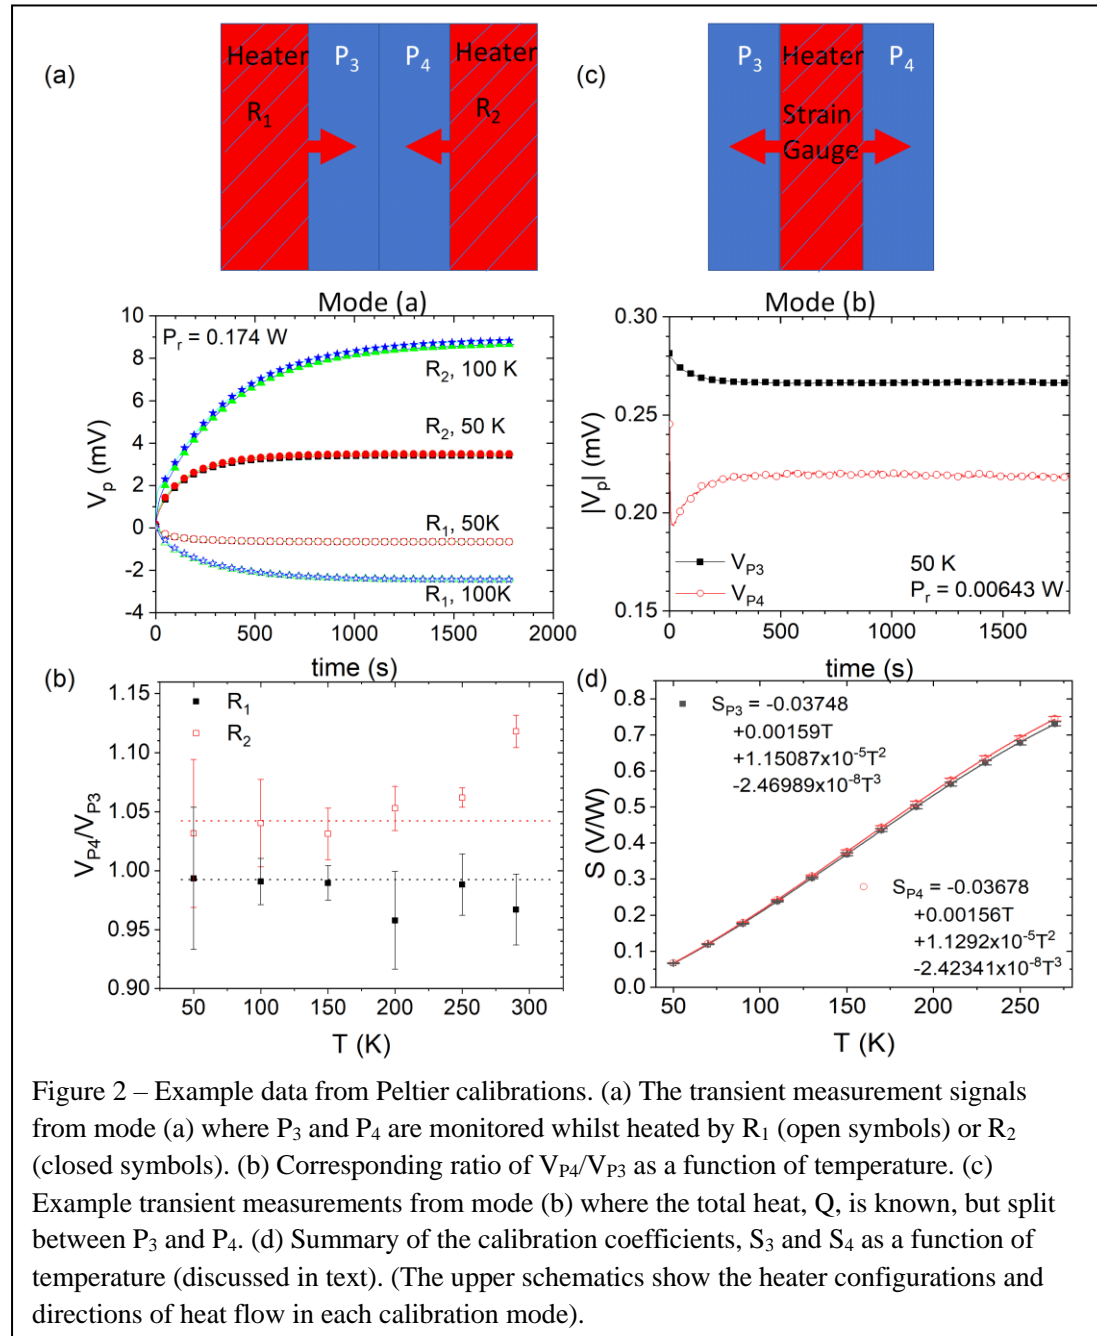 (a)
Heater
P3
P4
Heater
R1
R2
(c)
P3
Heater
P4
Strain
Gauge
Mode (a)
10
8
6
4
2
0
-2
-4
Vp (mV)
Pr = 0.174 W
R2, 100 K
R2, 50 K
R1, 50K
R1, 100K
0
500
1000
1500
2000
time (s)
Mode (b)
0.30
0.25
0.20
0.15
|Vp| (mV)
VP3
VP4
50 K
Pr = 0.00643 W
0
500
1000
1500
time (s)
(b)
1.15
1.10
1.05
1.00
0.95
0.90
VP4/VP3
R1
R2
50
100
150
200
250
300
T (K)
(d)
0.8
0.7
0.6
0.5
0.4
0.3
0.2
0.1
0.0
S (V/W)
SP3 = -0.03748
+0.00159T
+1.15087x10-5T2
-2.46989x10-8T3
SP4 = -0.03678
+0.00156T
+1.1292x10-5T2
-2.42341x10-8T3
50
100
150
200
250
T (K)
Figure 2 – Example data from Peltier calibrations. (a) The transient measurement signals
from mode (a) where P3 and P4 are monitored whilst heated by R1 (open symbols) or R2
(closed symbols). (b) Corresponding ratio of VP4/VP3 as a function of temperature. (c)
Example transient measurements from mode (b) where the total heat, Q, is known, but split
between P3 and P4. (d) Summary of the calibration coefficients, S3 and S4 as a function of
temperature (discussed in text). (The upper schematics show the heater configurations and
directions of heat flow in each calibration mode).